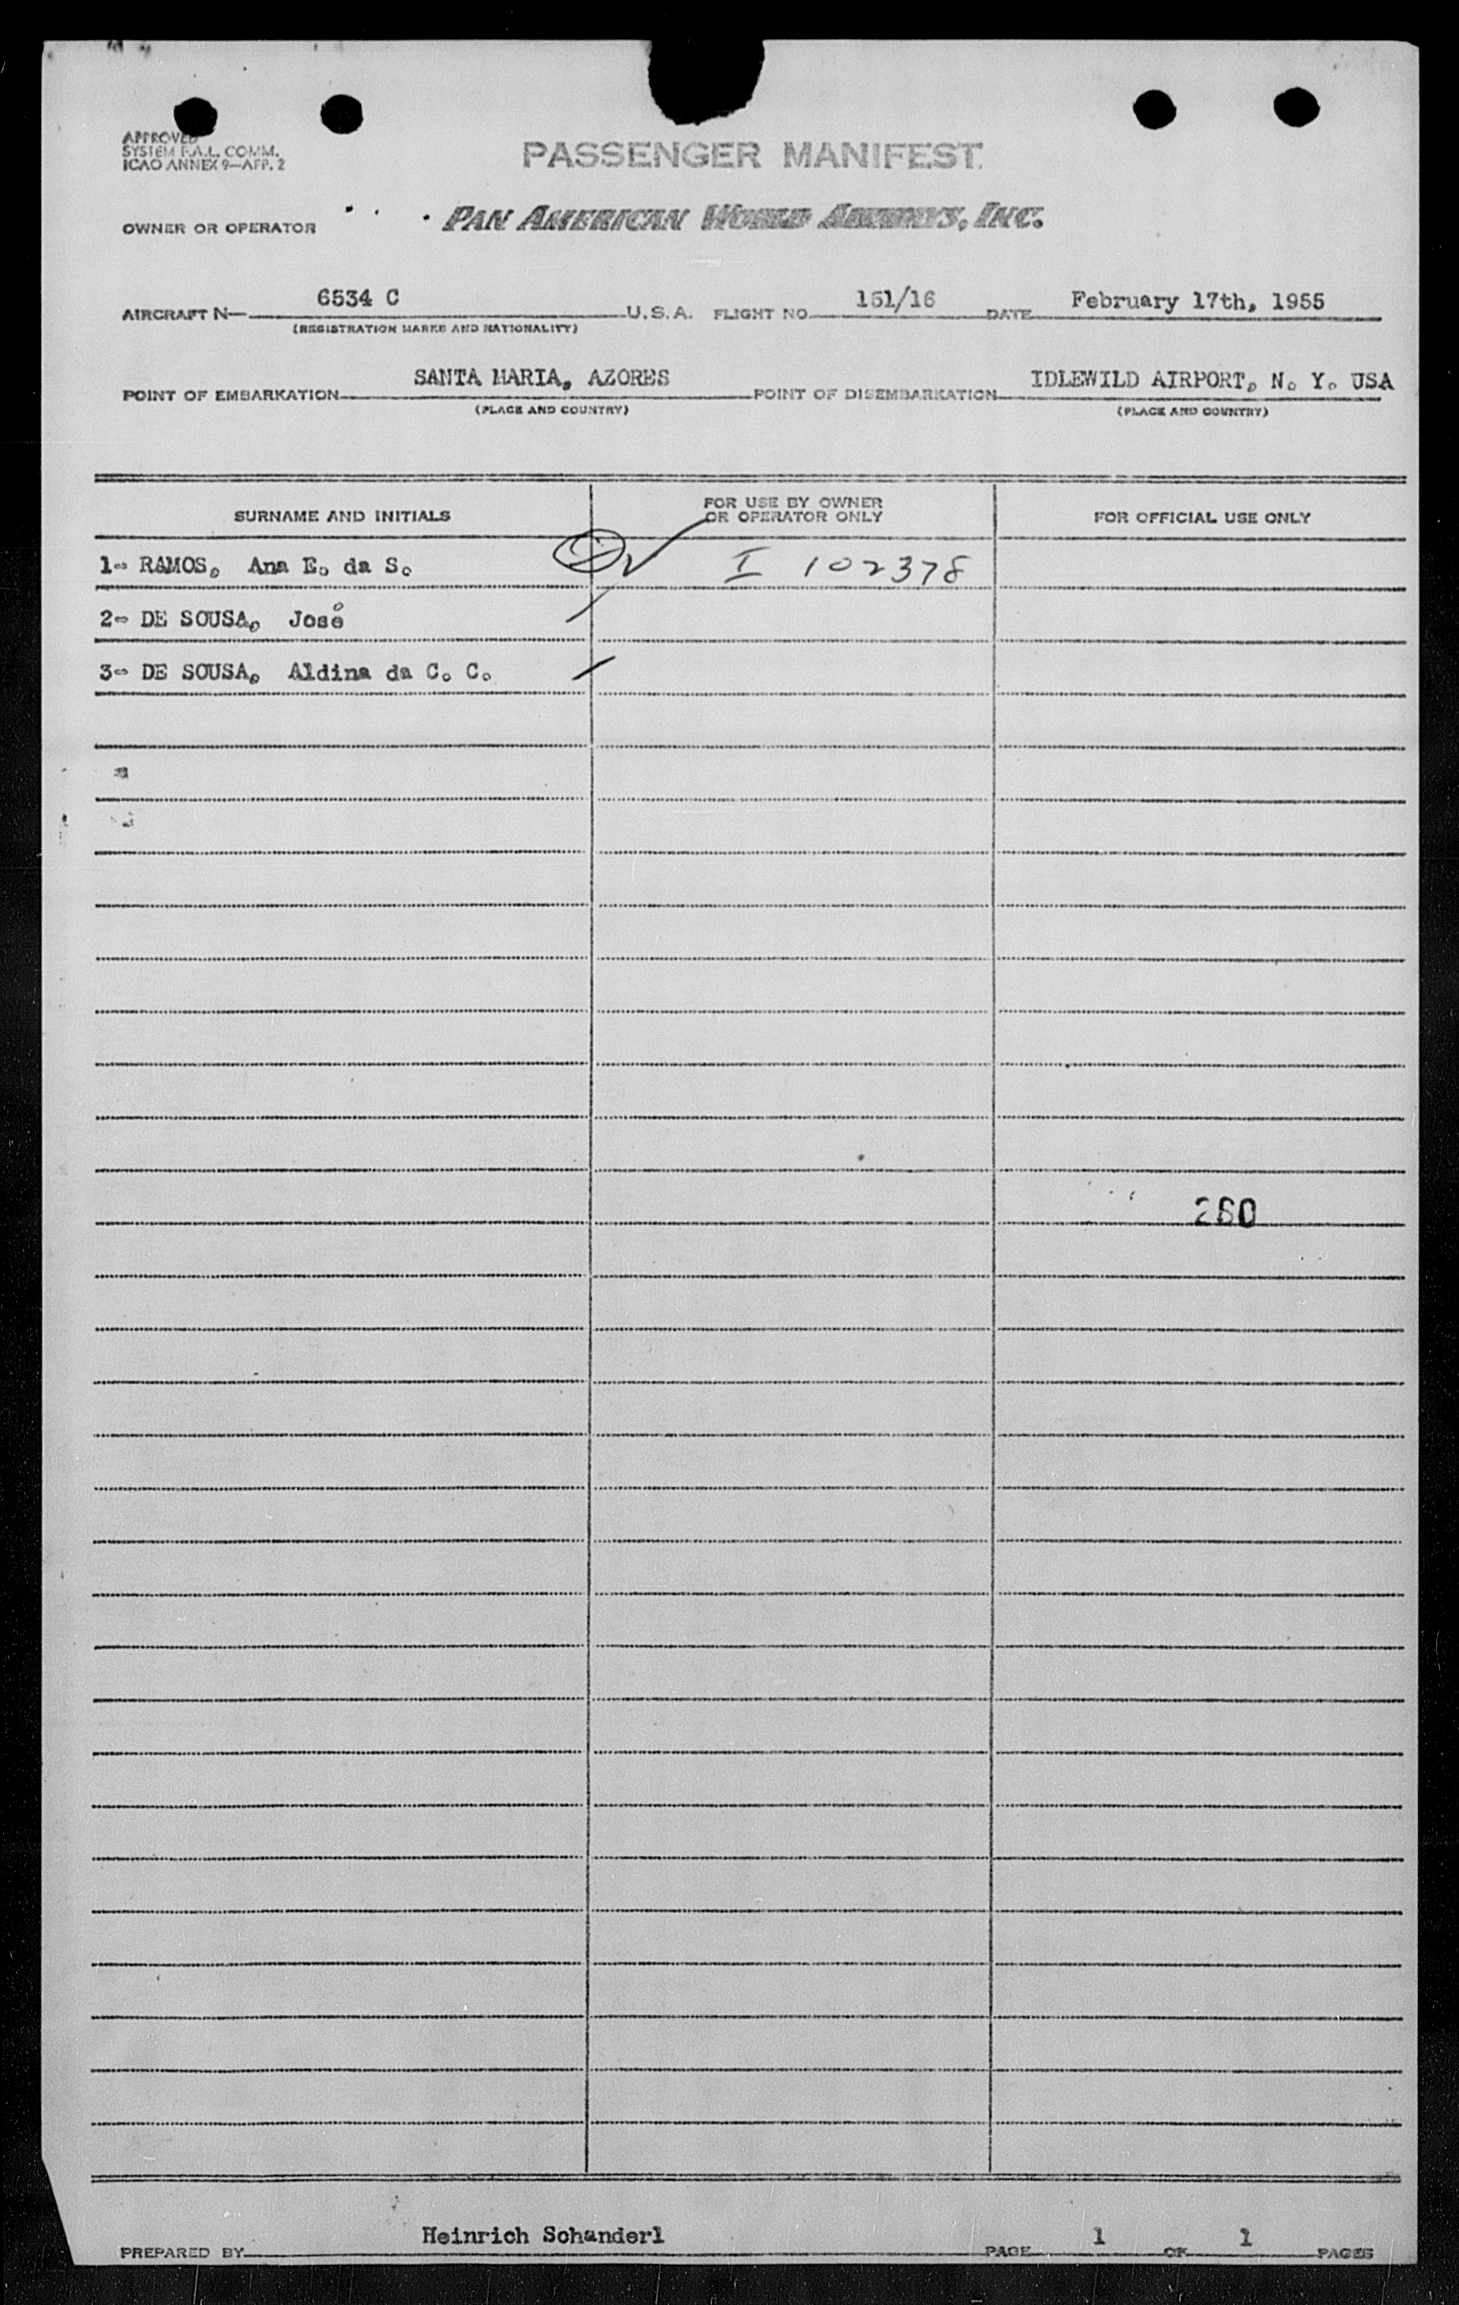 APPROVED
SYSTEM F.A.L. COMM.
ICAO ANNEX 9—APP. 2
PASSENGER MANIFEST
OWNER OR OPERATOR PAN AMERICAN WORLD AIRWAYS, INC.
AIRCRAFT N— 6534 C U.S.A. FLIGHT NO 151/16 DATE February 17th, 1955
(REGISTRATION MARKS AND NATIONALITY)
POINT OF EMBARKATION SANTA MARIA, AZORES POINT OF DISEMBARKATION IDLEWILD AIRPORT, N. Y. USA
(PLACE AND COUNTRY) (PLACE AND COUNTRY)
SURNAME AND INITIALS FOR USE BY OWNER OR OPERATOR ONLY FOR OFFICIAL USE ONLY
1- RAMOS, Ana E. da S. I 102378
2- DE SOUSA, José
3- DE SOUSA, Aldina da C. C.
260
PREPARED BY Heinrich Schanderl PAGE 1 OF 1 PAGES